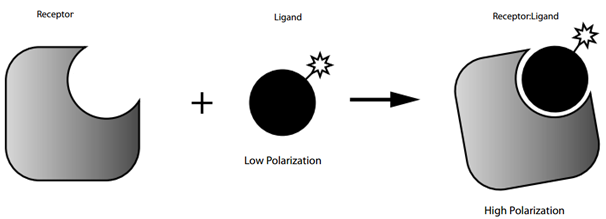 Receptor
Ligand
Receptor:Ligand
+
Low Polarization
High Polarization